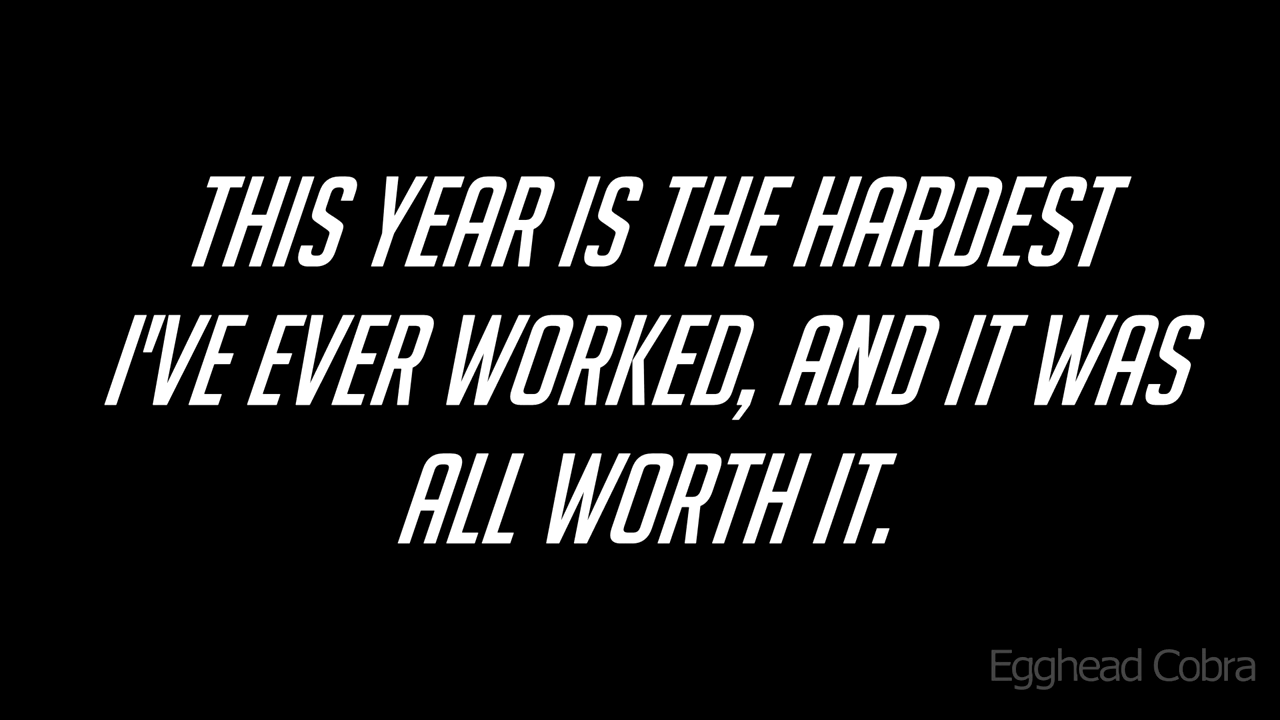 THIS YEAR IS THE HARDEST
I'VE EVER WORKED, AND IT WAS
ALL WORTH IT.
Egghead Cobra